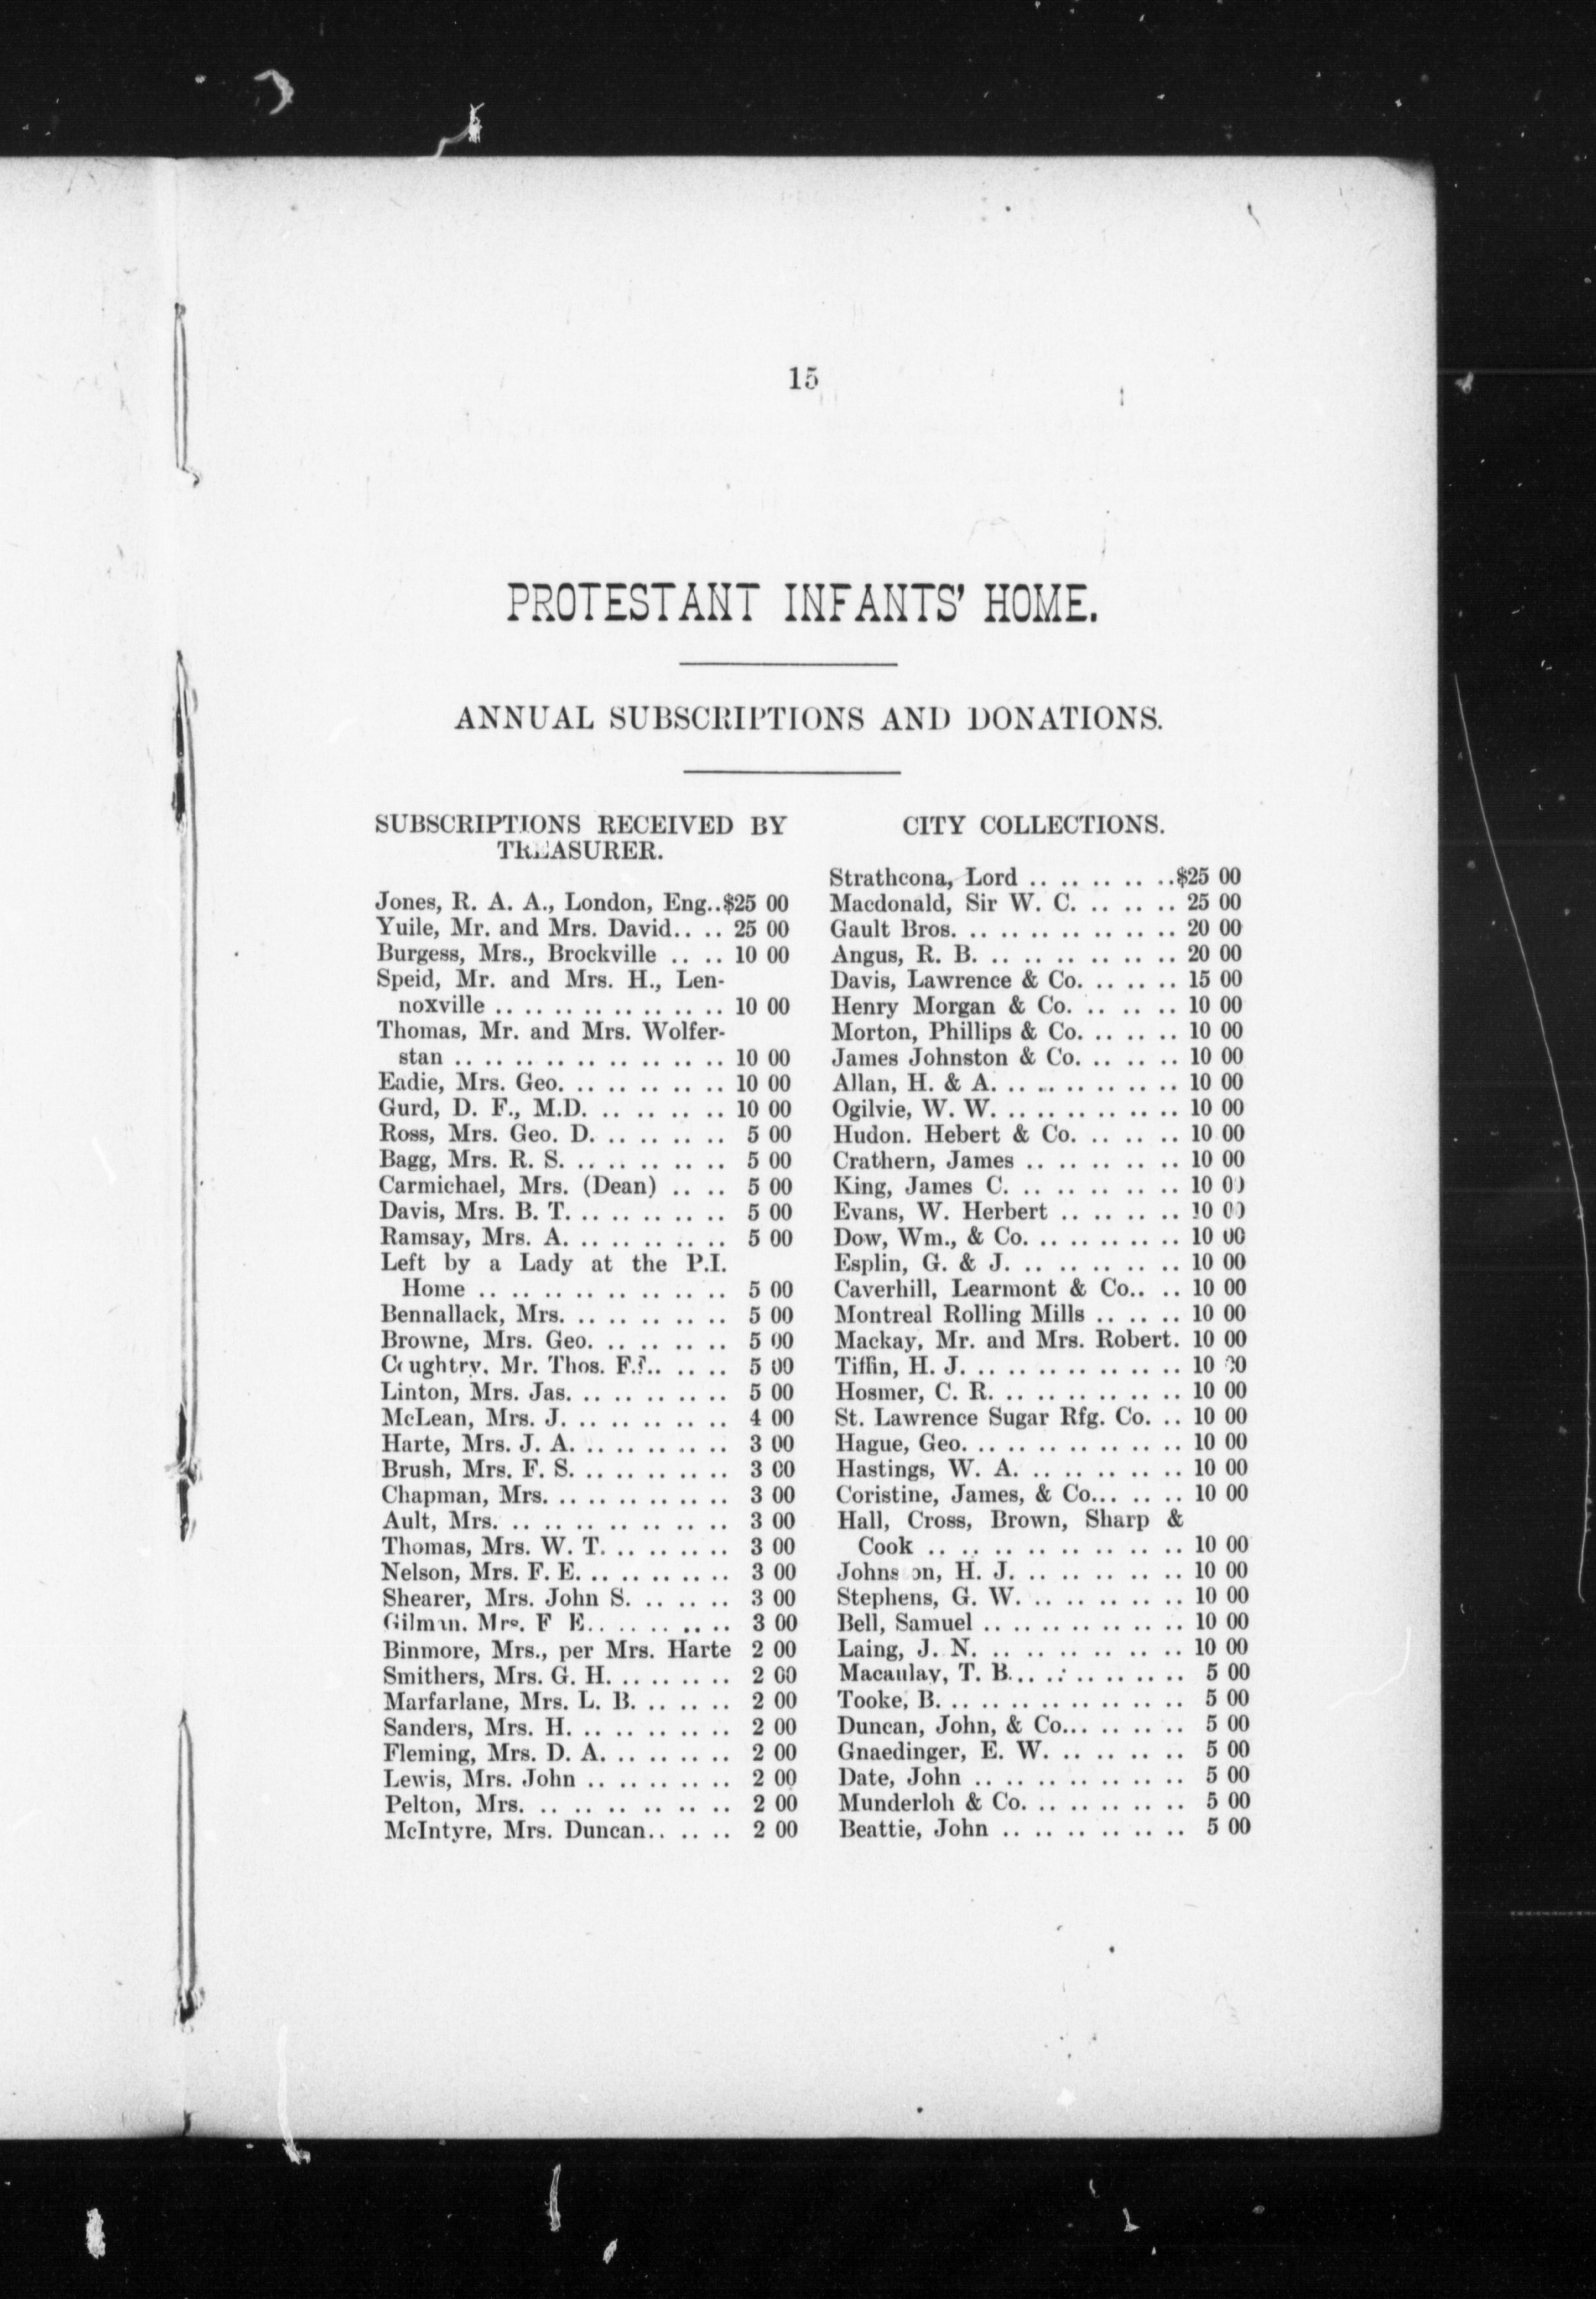 15
PROTESTANT INFANTS' HOME.
ANNUAL SUBSCRIPTIONS AND DONATIONS.
SUBSCRIPTIONS RECEIVED BY
TREASURER.
Jones, R. A. A., London, Eng..$25 00
Yuile, Mr. and Mrs. David.. .. 25 00
Burgess, Mrs., Brockville .. .. 10 00
Speid, Mr. and Mrs. H., Len-
noxville .. .. .. .. .. .. .. .. 10 00
Thomas, Mr. and Mrs. Wolfer-
stan .. .. .. .. .. .. .. .. .. 10 00
Eadie, Mrs. Geo. .. .. .. .. .. 10 00
Gurd, D. F., M.D. .. .. .. .. .. 10 00
Ross, Mrs. Geo. D. .. .. .. .. 5 00
Bagg, Mrs. R. S. .. .. .. .. .. 5 00
Carmichael, Mrs. (Dean) .. .. 5 00
Davis, Mrs. B. T. .. .. .. .. .. 5 00
Ramsay, Mrs. A. .. .. .. .. .. 5 00
Left by a Lady at the P.I.
Home .. .. .. .. .. .. .. .. 5 00
Bennallack, Mrs. .. .. .. .. .. 5 00
Browne, Mrs. Geo. .. .. .. .. 5 00
Coughtry, Mr. Thos. F... .. .. 5 00
Linton, Mrs. Jas. .. .. .. .. .. 5 00
McLean, Mrs. J. .. .. .. .. .. 4 00
Harte, Mrs. J. A. .. .. .. .. .. 3 00
Brush, Mrs. F. S. .. .. .. .. .. 3 00
Chapman, Mrs. .. .. .. .. .. .. 3 00
Ault, Mrs. .. .. .. .. .. .. .. 3 00
Thomas, Mrs. W. T. .. .. .. .. 3 00
Nelson, Mrs. F. E. .. .. .. .. .. 3 00
Shearer, Mrs. John S. .. .. .. 3 00
Gilman, Mrs. F E.. .. .. .. .. 3 00
Binmore, Mrs., per Mrs. Harte 2 00
Smithers, Mrs. G. H. .. .. .. .. 2 00
Marfarlane, Mrs. L. B. .. .. .. 2 00
Sanders, Mrs. H. .. .. .. .. .. 2 00
Fleming, Mrs. D. A. .. .. .. .. 2 00
Lewis, Mrs. John .. .. .. .. .. 2 00
Pelton, Mrs. .. .. .. .. .. .. .. 2 00
McIntyre, Mrs. Duncan.. .. .. 2 00
CITY COLLECTIONS.
Strathcona, Lord .. .. .. .. ..$25 00
Macdonald, Sir W. C. .. .. .. 25 00
Gault Bros. .. .. .. .. .. .. .. 20 00
Angus, R. B. .. .. .. .. .. .. 20 00
Davis, Lawrence & Co. .. .. .. 15 00
Henry Morgan & Co. .. .. .. 10 00
Morton, Phillips & Co. .. .. .. 10 00
James Johnston & Co. .. .. .. 10 00
Allan, H. & A. .. .. .. .. .. .. 10 00
Ogilvie, W. W. .. .. .. .. .. .. 10 00
Hudon. Hebert & Co. .. .. .. 10 00
Crathern, James .. .. .. .. .. 10 00
King, James C. .. .. .. .. .. .. 10 00
Evans, W. Herbert .. .. .. .. 10 00
Dow, Wm., & Co. .. .. .. .. .. 10 00
Esplin, G. & J. .. .. .. .. .. .. 10 00
Caverhill, Learmont & Co.. .. 10 00
Montreal Rolling Mills .. .. .. 10 00
Mackay, Mr. and Mrs. Robert. 10 00
Tiffin, H. J. .. .. .. .. .. .. .. 10 00
Hosmer, C. R. .. .. .. .. .. .. 10 00
St. Lawrence Sugar Rfg. Co. .. 10 00
Hague, Geo. .. .. .. .. .. .. .. 10 00
Hastings, W. A. .. .. .. .. .. 10 00
Coristine, James, & Co... .. .. 10 00
Hall, Cross, Brown, Sharp &
Cook .. .. .. .. .. .. .. .. 10 00
Johnson, H. J. .. .. .. .. .. .. 10 00
Stephens, G. W. .. .. .. .. .. 10 00
Bell, Samuel .. .. .. .. .. .. .. 10 00
Laing, J. N. .. .. .. .. .. .. .. 10 00
Macaulay, T. B... .. .. .. .. .. 5 00
Tooke, B. .. .. .. .. .. .. .. .. 5 00
Duncan, John, & Co... .. .. .. 5 00
Gnaedinger, E. W. .. .. .. .. 5 00
Date, John .. .. .. .. .. .. .. 5 00
Munderloh & Co. .. .. .. .. .. 5 00
Beattie, John .. .. .. .. .. .. 5 00